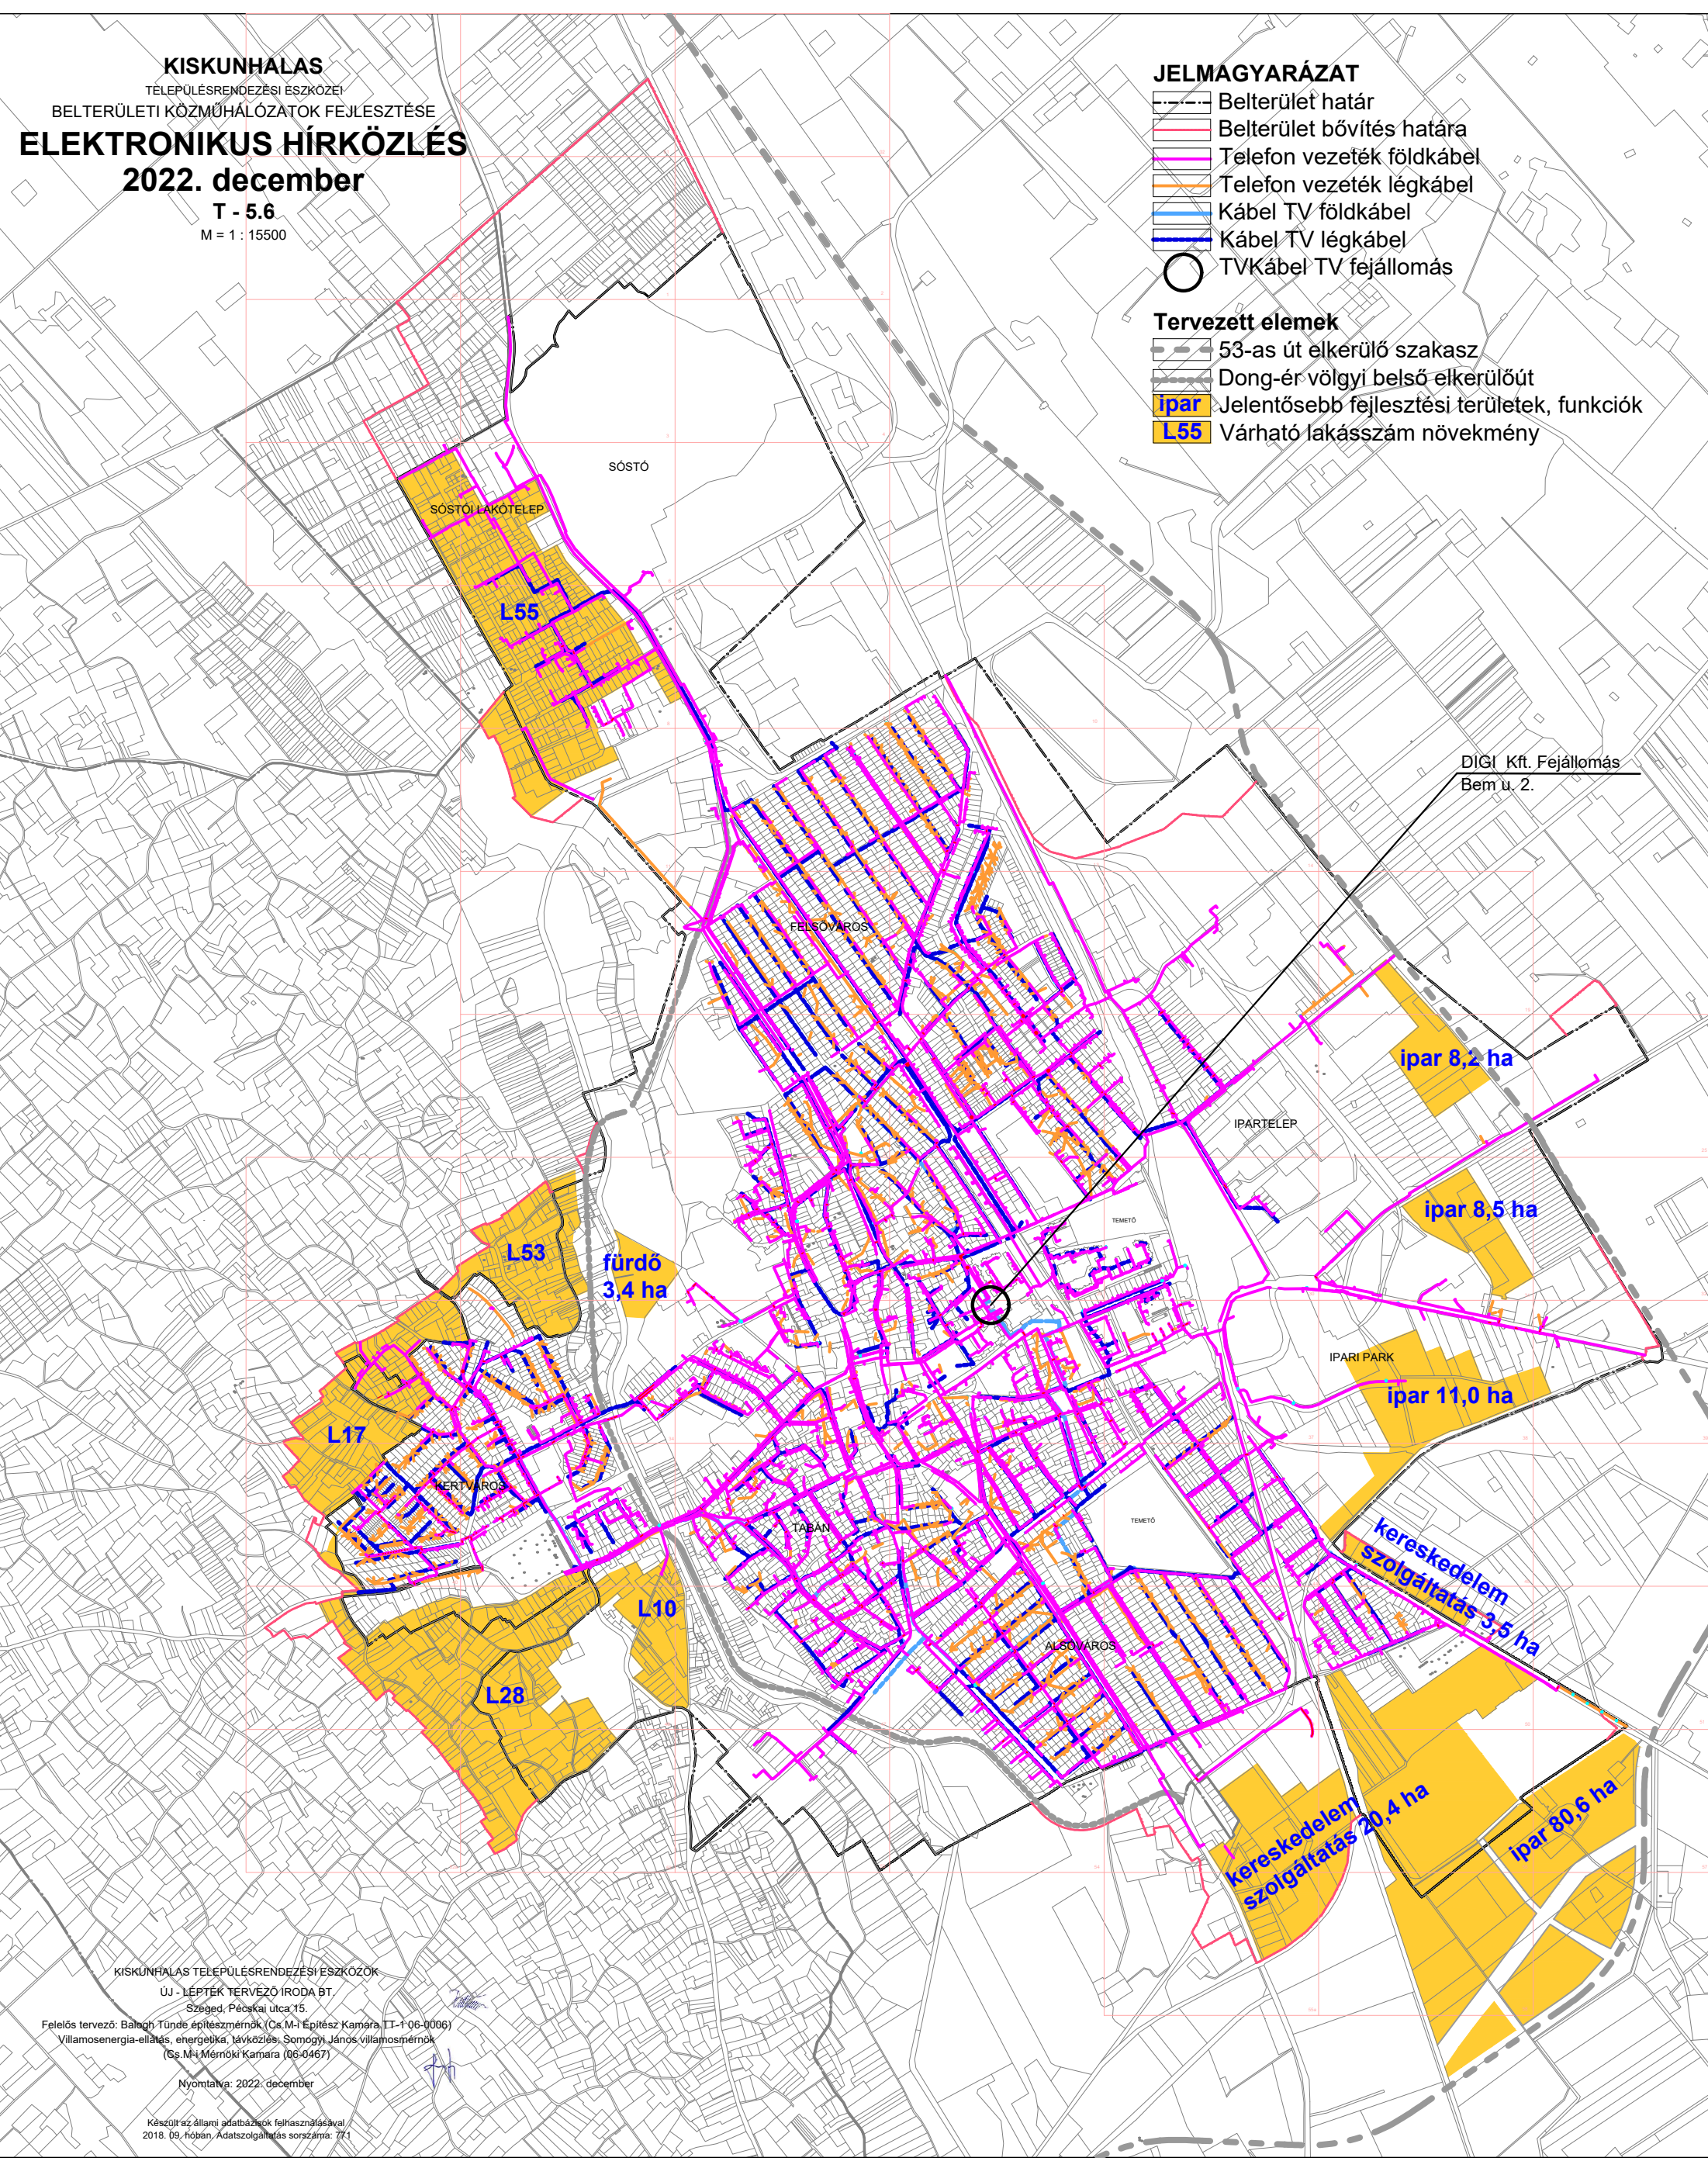 KISKUNHALAS
TELEPÜLÉSRENDEZÉSI ESZKÖZEI
BELTERÜLETI KÖZMŰHÁLÓZATOK FEJLESZTÉSE
ELEKTRONIKUS HÍRKÖZLÉS
2022. december
T - 5.6
M = 1 : 15500
JELMAGYARÁZAT
Belterület határ
Belterület bővítés határa
Telefon vezeték földkábel
Telefon vezeték légkábel
Kábel TV földkábel
Kábel TV légkábel
TVKábel TV fejállomás
Tervezett elemek
53-as út elkerülő szakasz
Dong-ér völgyi belső elkerülőút
ipar Jelentősebb fejlesztési területek, funkciók
L55 Várható lakásszám növekmény
SÓSTÓ
SÓSTÓI LAKÓTELEP
L55
DIGI Kft. Fejállomás
Bem u. 2.
FELSŐVÁROS
ipar 8,2 ha
IPARTELEP
ipar 8,5 ha
TEMETŐ
L53
fürdő
3,4 ha
IPARI PARK
ipar 11,0 ha
L17
KERTVÁROS
TABÁN
TEMETŐ
kereskedelem
szolgáltatás 3,5 ha
L10
ALSÓVÁROS
L28
kereskedelem
szolgáltatás 20,4 ha
ipar 80,6 ha
KISKUNHALAS TELEPÜLÉSRENDEZÉSI ESZKÖZÖK
ÚJ - LÉPTÉK TERVEZŐ IRODA BT.
Szeged, Pécskai utca 15.
Felelős tervező: Balogh Tünde építészmérnök (Cs.M-i Építész Kamara TT-1 06-0006)
Villamosenergia-ellátás, energetika, távközlés: Somogyi János villamosmérnök
(Cs.M-i Mérnöki Kamara (06-0467)
Nyomtatva: 2022. december
Készült az állami adatbázisok felhasználásával
2018. 09. hóban. Adatszolgáltatás sorszáma: 771